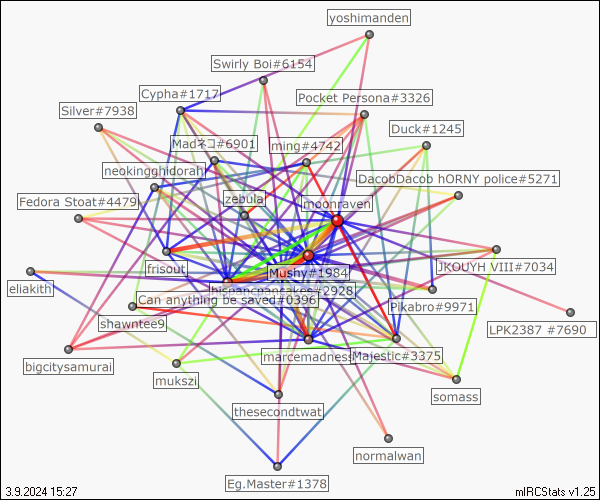 yoshimanden
Swirly Boi#6154
Cypha#1717
Pocket Persona#3326
Silver#7938
Duck#1245
Madネコ#6901
ming#4742
neokingghidorah
DacobDacob hORNY police#5271
zebula
Fedora Stoat#4479
moonraven
frisout
Mushy#1984
JKOUYH VIII#7034
eliakith
hispancpancakes#2928
Can anything be saved#0396
Pikabro#9971
shawntee9
LPK2387 #7690
bigcitysamurai
marcemadness
Majestic#3375
mukszi
somass
thesecondtwat
normalwan
Eg.Master#1378
3.9.2024 15:27
mIRCStats v1.25